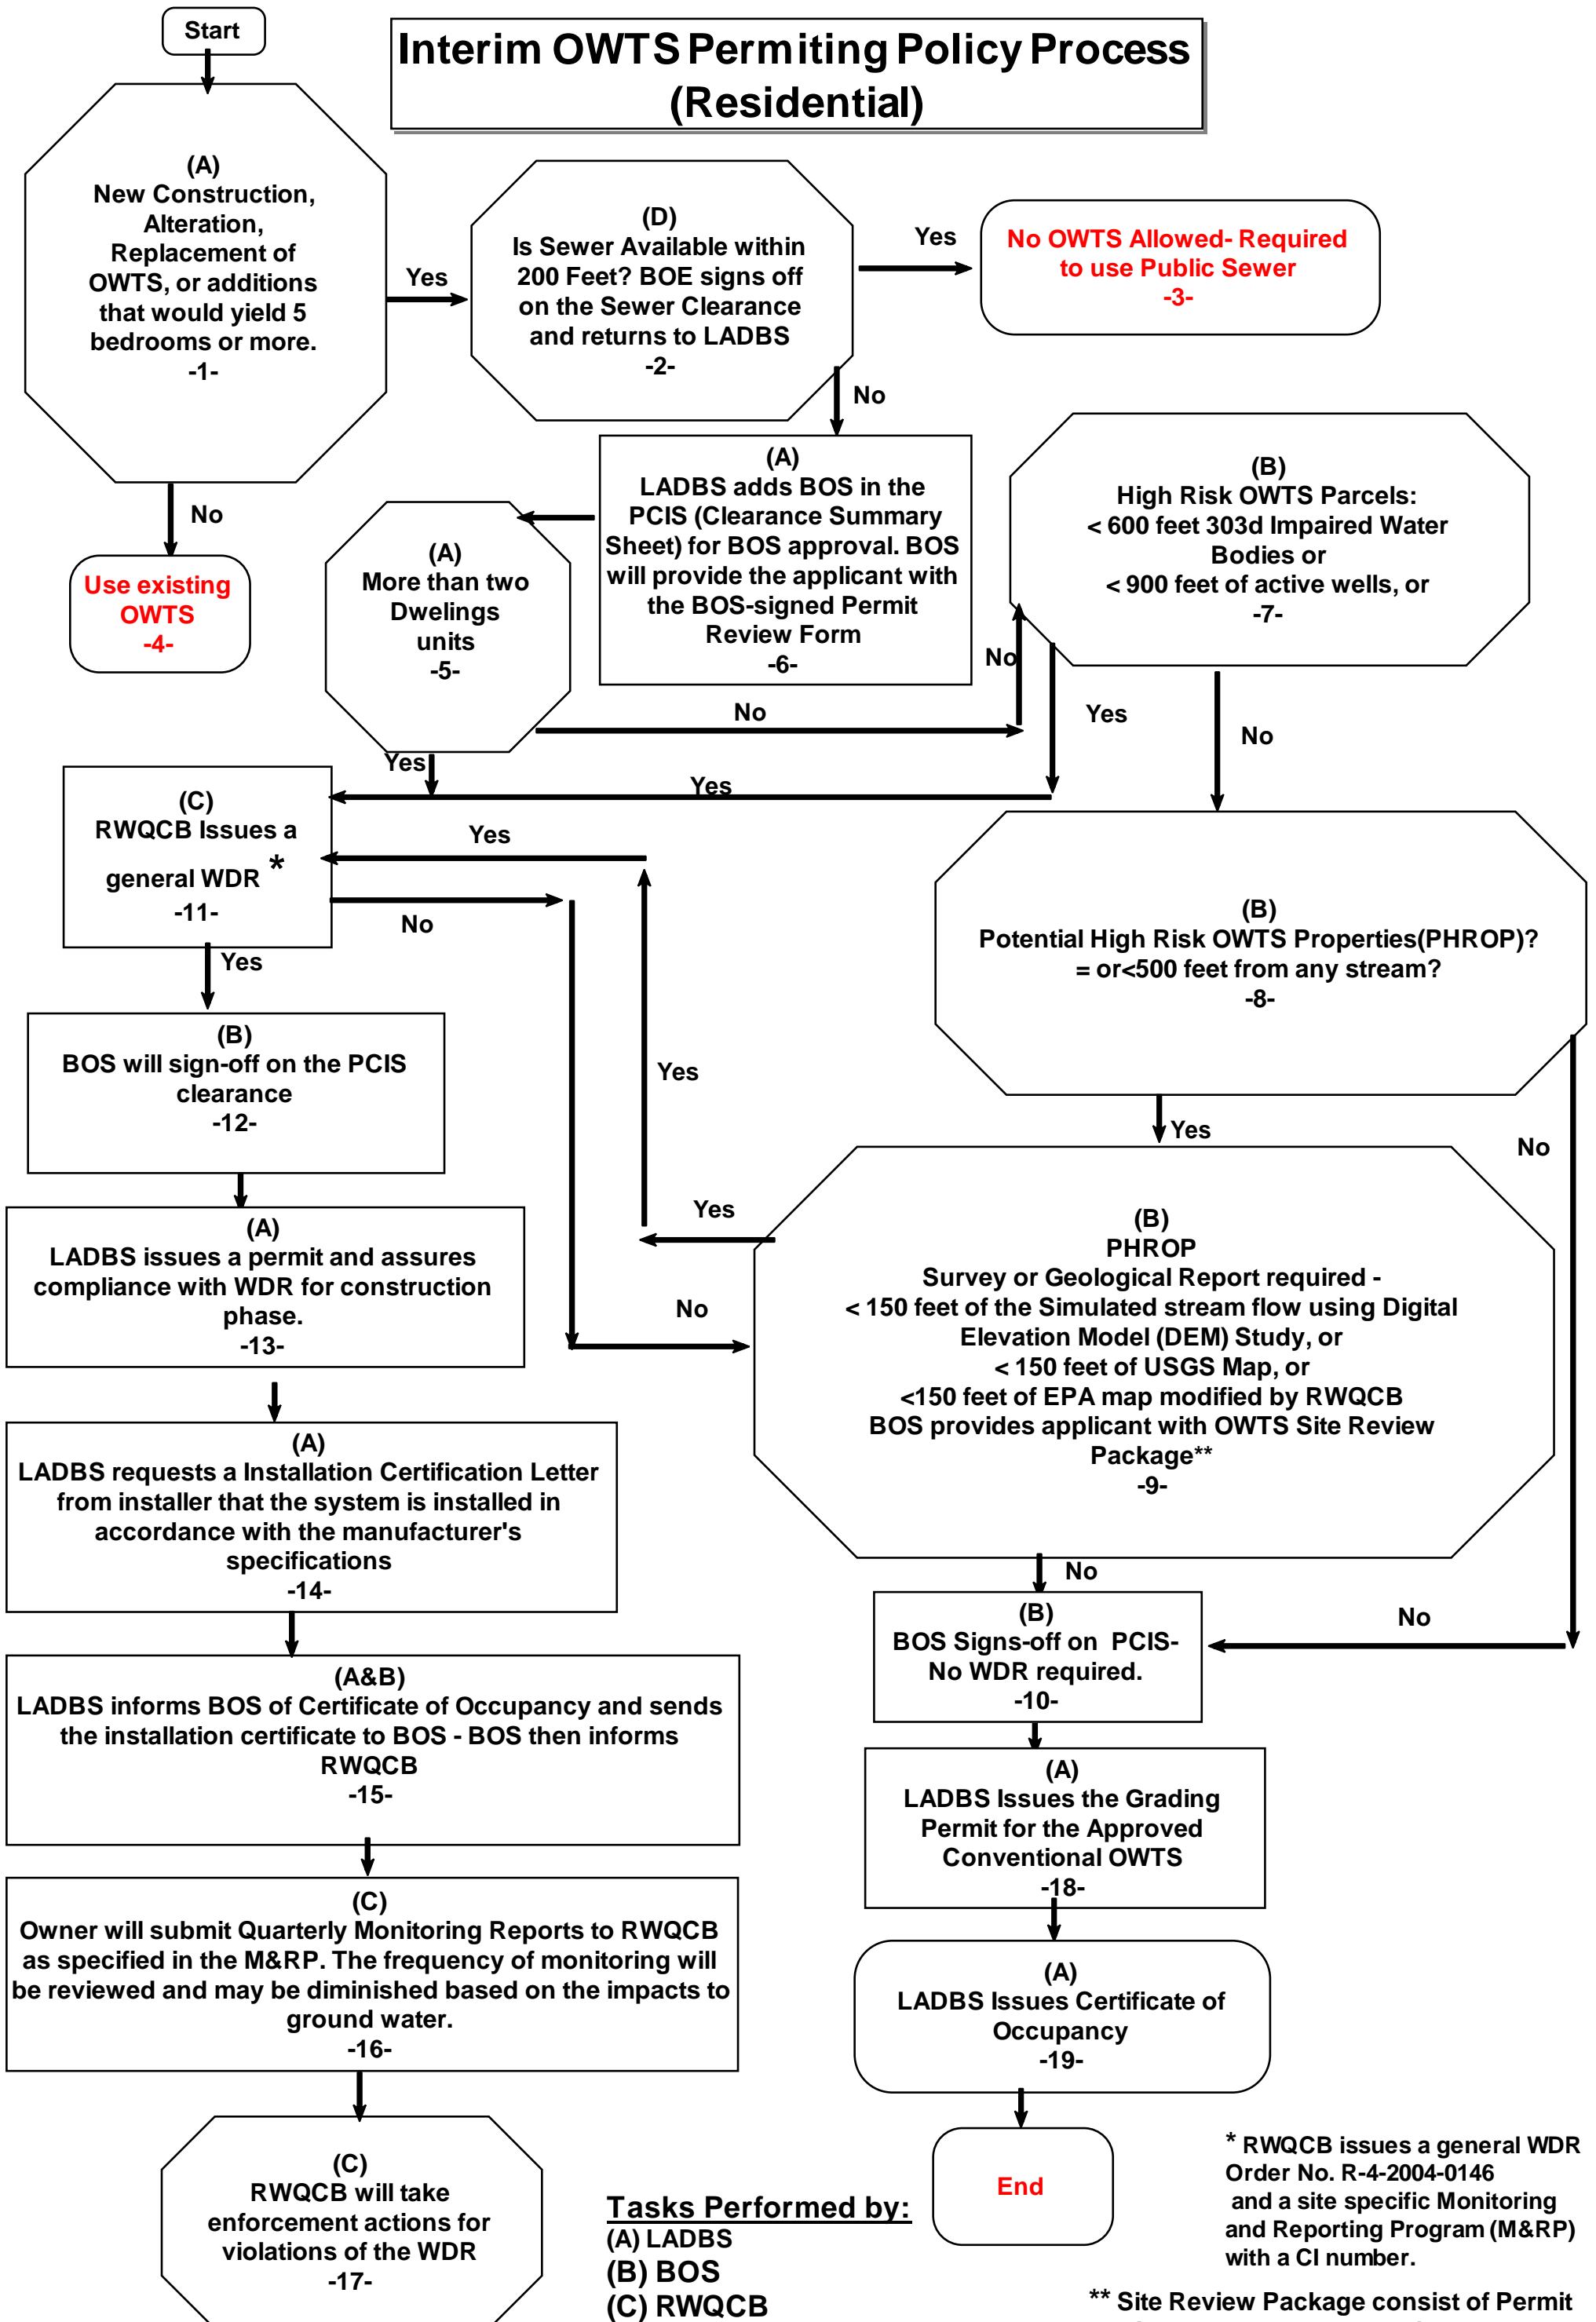 Start
Interim OWTS Permiting Policy Process
(Residential)
(A)
New Construction,
Alteration,
Replacement of
OWTS, or additions
that would yield 5
bedrooms or more.
-1-
Yes
(D)
Is Sewer Available within
200 Feet? BOE signs off
on the Sewer Clearance
and returns to LADBS
-2-
Yes
No OWTS Allowed- Required
to use Public Sewer
-3-
No
No
Use existing
OWTS
-4-
(A)
More than two
Dwelings
units
-5-
(A)
LADBS adds BOS in the
PCIS (Clearance Summary
Sheet) for BOS approval. BOS
will provide the applicant with
the BOS-signed Permit
Review Form
-6-
(B)
High Risk OWTS Parcels:
< 600 feet 303d Impaired Water
Bodies or
< 900 feet of active wells, or
-7-
No
No
Yes
No
Yes
Yes
(C)
RWQCB Issues a
general WDR *
-11-
Yes
No
Yes
(B)
Potential High Risk OWTS Properties(PHROP)?
= or<500 feet from any stream?
-8-
(B)
BOS will sign-off on the PCIS
clearance
-12-
Yes
Yes
No
(A)
LADBS issues a permit and assures
compliance with WDR for construction
phase.
-13-
Yes
No
(B)
PHROP
Survey or Geological Report required -
< 150 feet of the Simulated stream flow using Digital
Elevation Model (DEM) Study, or
< 150 feet of USGS Map, or
<150 feet of EPA map modified by RWQCB
BOS provides applicant with OWTS Site Review
Package**
-9-
(A)
LADBS requests a Installation Certification Letter
from installer that the system is installed in
accordance with the manufacturer's
specifications
-14-
No
(B)
BOS Signs-off on PCIS-
No WDR required.
-10-
No
(A&B)
LADBS informs BOS of Certificate of Occupancy and sends
the installation certificate to BOS - BOS then informs
RWQCB
-15-
(A)
LADBS Issues the Grading
Permit for the Approved
Conventional OWTS
-18-
(C)
Owner will submit Quarterly Monitoring Reports to RWQCB
as specified in the M&RP. The frequency of monitoring will
be reviewed and may be diminished based on the impacts to
ground water.
-16-
(A)
LADBS Issues Certificate of
Occupancy
-19-
(C)
RWQCB will take
enforcement actions for
violations of the WDR
-17-
End
Tasks Performed by:
(A) LADBS
(B) BOS
(C) RWQCB
* RWQCB issues a general WDR
Order No. R-4-2004-0146
and a site specific Monitoring
and Reporting Program (M&RP)
with a CI number.
** Site Review Package consist of Permit